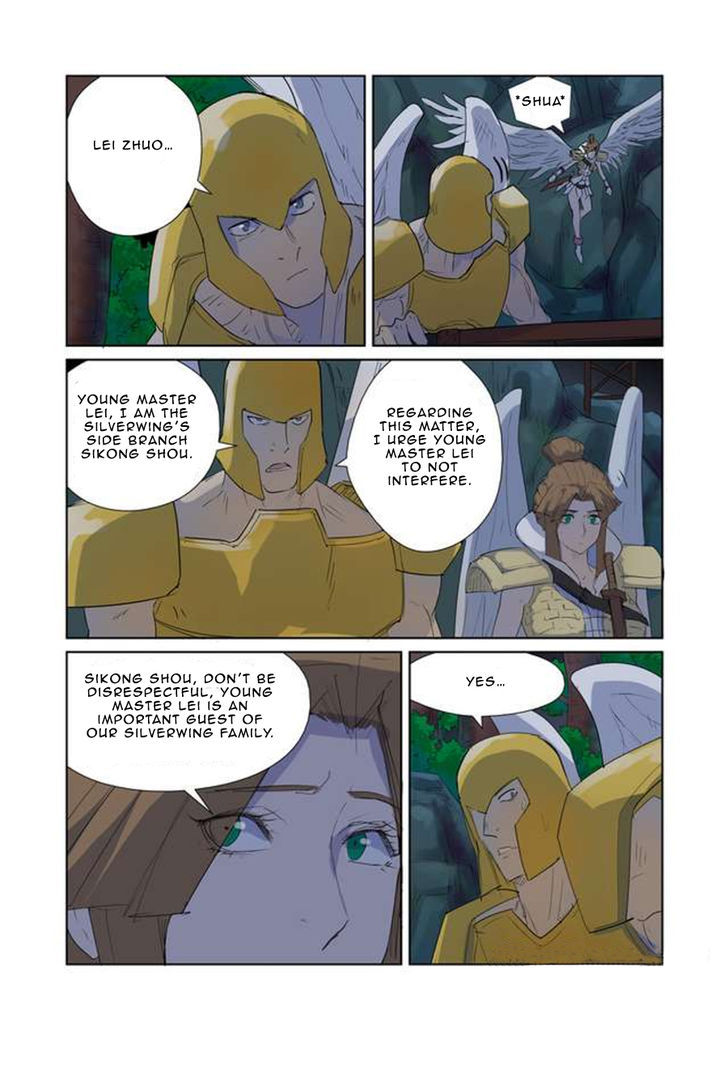 LEI ZHUO...
*SHUA*
YOUNG MASTER
LEI, I AM THE
SILVERWING'S
SIDE BRANCH
SIKONG SHOU.
REGARDING
THIS MATTER,
I URGE YOUNG
MASTER LEI
TO NOT
INTERFERE.
SIKONG SHOU, DON'T BE
DISRESPECTFUL, YOUNG
MASTER LEI IS AN
IMPORTANT GUEST OF
OUR SILVERWING FAMILY.
YES...